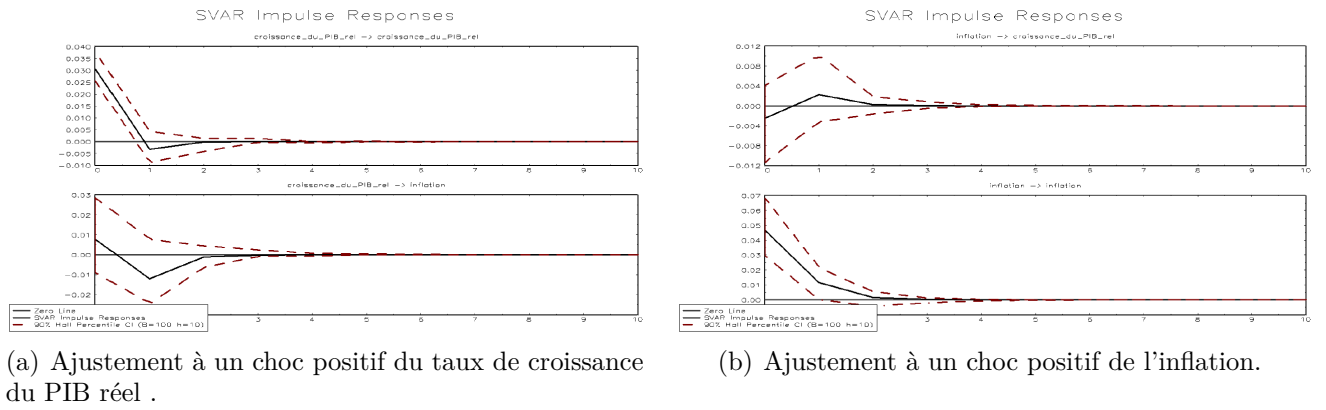 SVAR Impulse Responses
croissance_du_PIB_rel -> croissance_du_PIB_rel
0.040
0.035
0.030
0.025
0.020
0.015
0.010
0.005
0.000
-0.005
-0.010
0 1 2 3 4 5 6 7 8 9 10
croissance_du_PIB_rel -> inflation
0.03
0.02
0.01
0.00
-0.01
-0.02
3 4 5 6 7 8 9 10
Zero Line
SVAR Impulse Responses
90% Hall Percentile CI (B=100 h=10)
(a) Ajustement à un choc positif du taux de croissance
du PIB réel .
SVAR Impulse Responses
inflation -> croissance_du_PIB_rel
0.012
0.008
0.004
0.000
-0.004
-0.008
-0.012
0 1 2 3 4 5 6 7 8 9 10
inflation -> inflation
0.07
0.06
0.05
0.04
0.03
0.02
0.01
0.00
3 4 5 6 7 8 9 10
Zero Line
SVAR Impulse Responses
90% Hall Percentile CI (B=100 h=10)
(b) Ajustement à un choc positif de l'inflation.